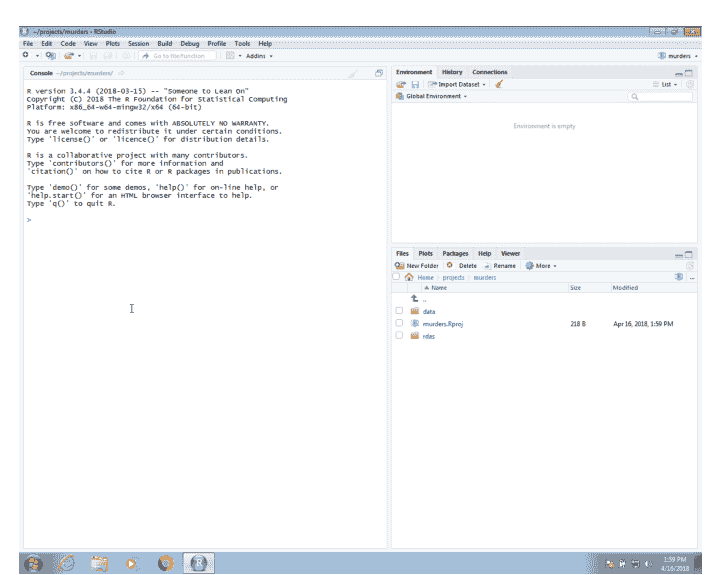 ~/projects/murders - RStudio
File Edit Code View Plots Session Build Debug Profile Tools Help
Go to file/function Addins murders
Console ~/projects/murders/
R version 3.4.4 (2018-03-15) -- "Someone to Lean On"
Copyright (C) 2018 The R Foundation for Statistical Computing
Platform: x86_64-w64-mingw32/x64 (64-bit)
R is free software and comes with ABSOLUTELY NO WARRANTY.
You are welcome to redistribute it under certain conditions.
Type 'license()' or 'licence()' for distribution details.
R is a collaborative project with many contributors.
Type 'contributors()' for more information and
'citation()' on how to cite R or R packages in publications.
Type 'demo()' for some demos, 'help()' for on-line help, or
'help.start()' for an HTML browser interface to help.
Type 'q()' to quit R.
>
Environment History Connections
Import Dataset List
Global Environment
Environment is empty
Files Plots Packages Help Viewer
New Folder Delete Rename More
Home projects murders
Name Size Modified
..
data
murders.Rproj 218 B Apr 16, 2018, 1:59 PM
rdas
1:59 PM
4/16/2018